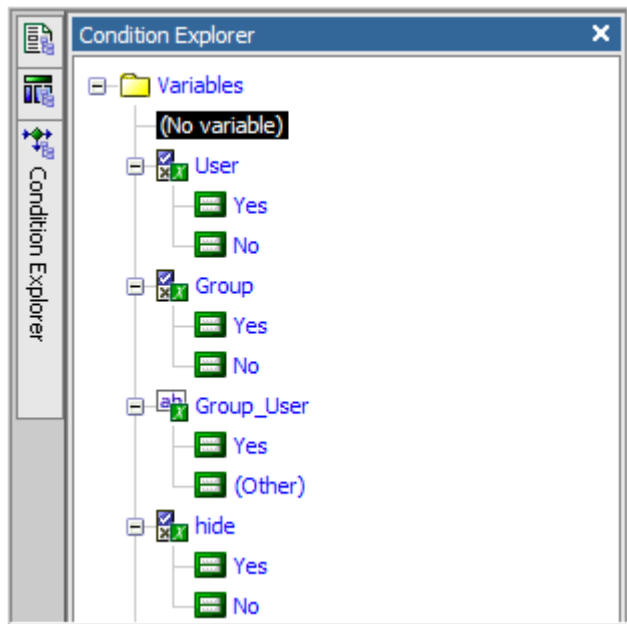 Condition Explorer
Condition Explorer
Variables
(No variable)
User
Yes
No
Group
Yes
No
ab
Group_User
Yes
(Other)
hide
Yes
No